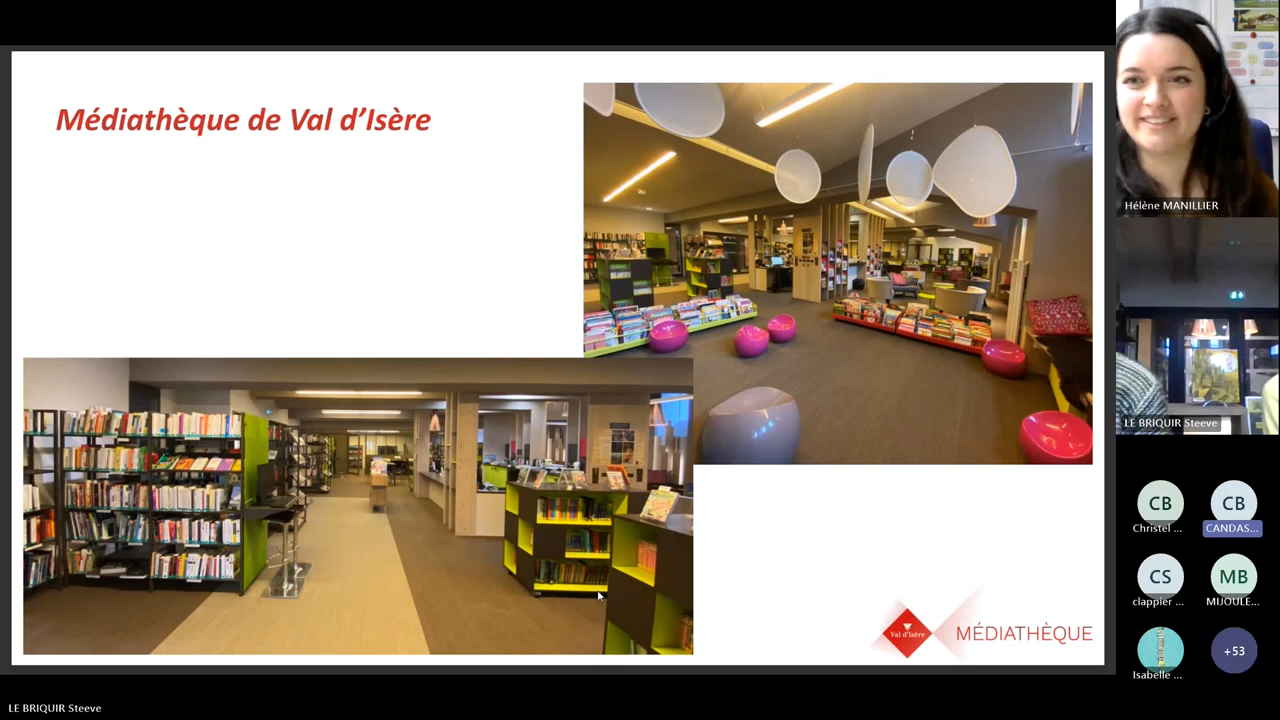 Médiathèque de Val d'Isère
Val d'Isère
MÉDIATHÈQUE
Hélène MANILLIER
LE BRIQUIR Steeve
CB
Christel ...
CB
CANDAS...
CS
clappier ...
MB
MIJOULE...
Isabelle ...
+53
LE BRIQUIR Steeve